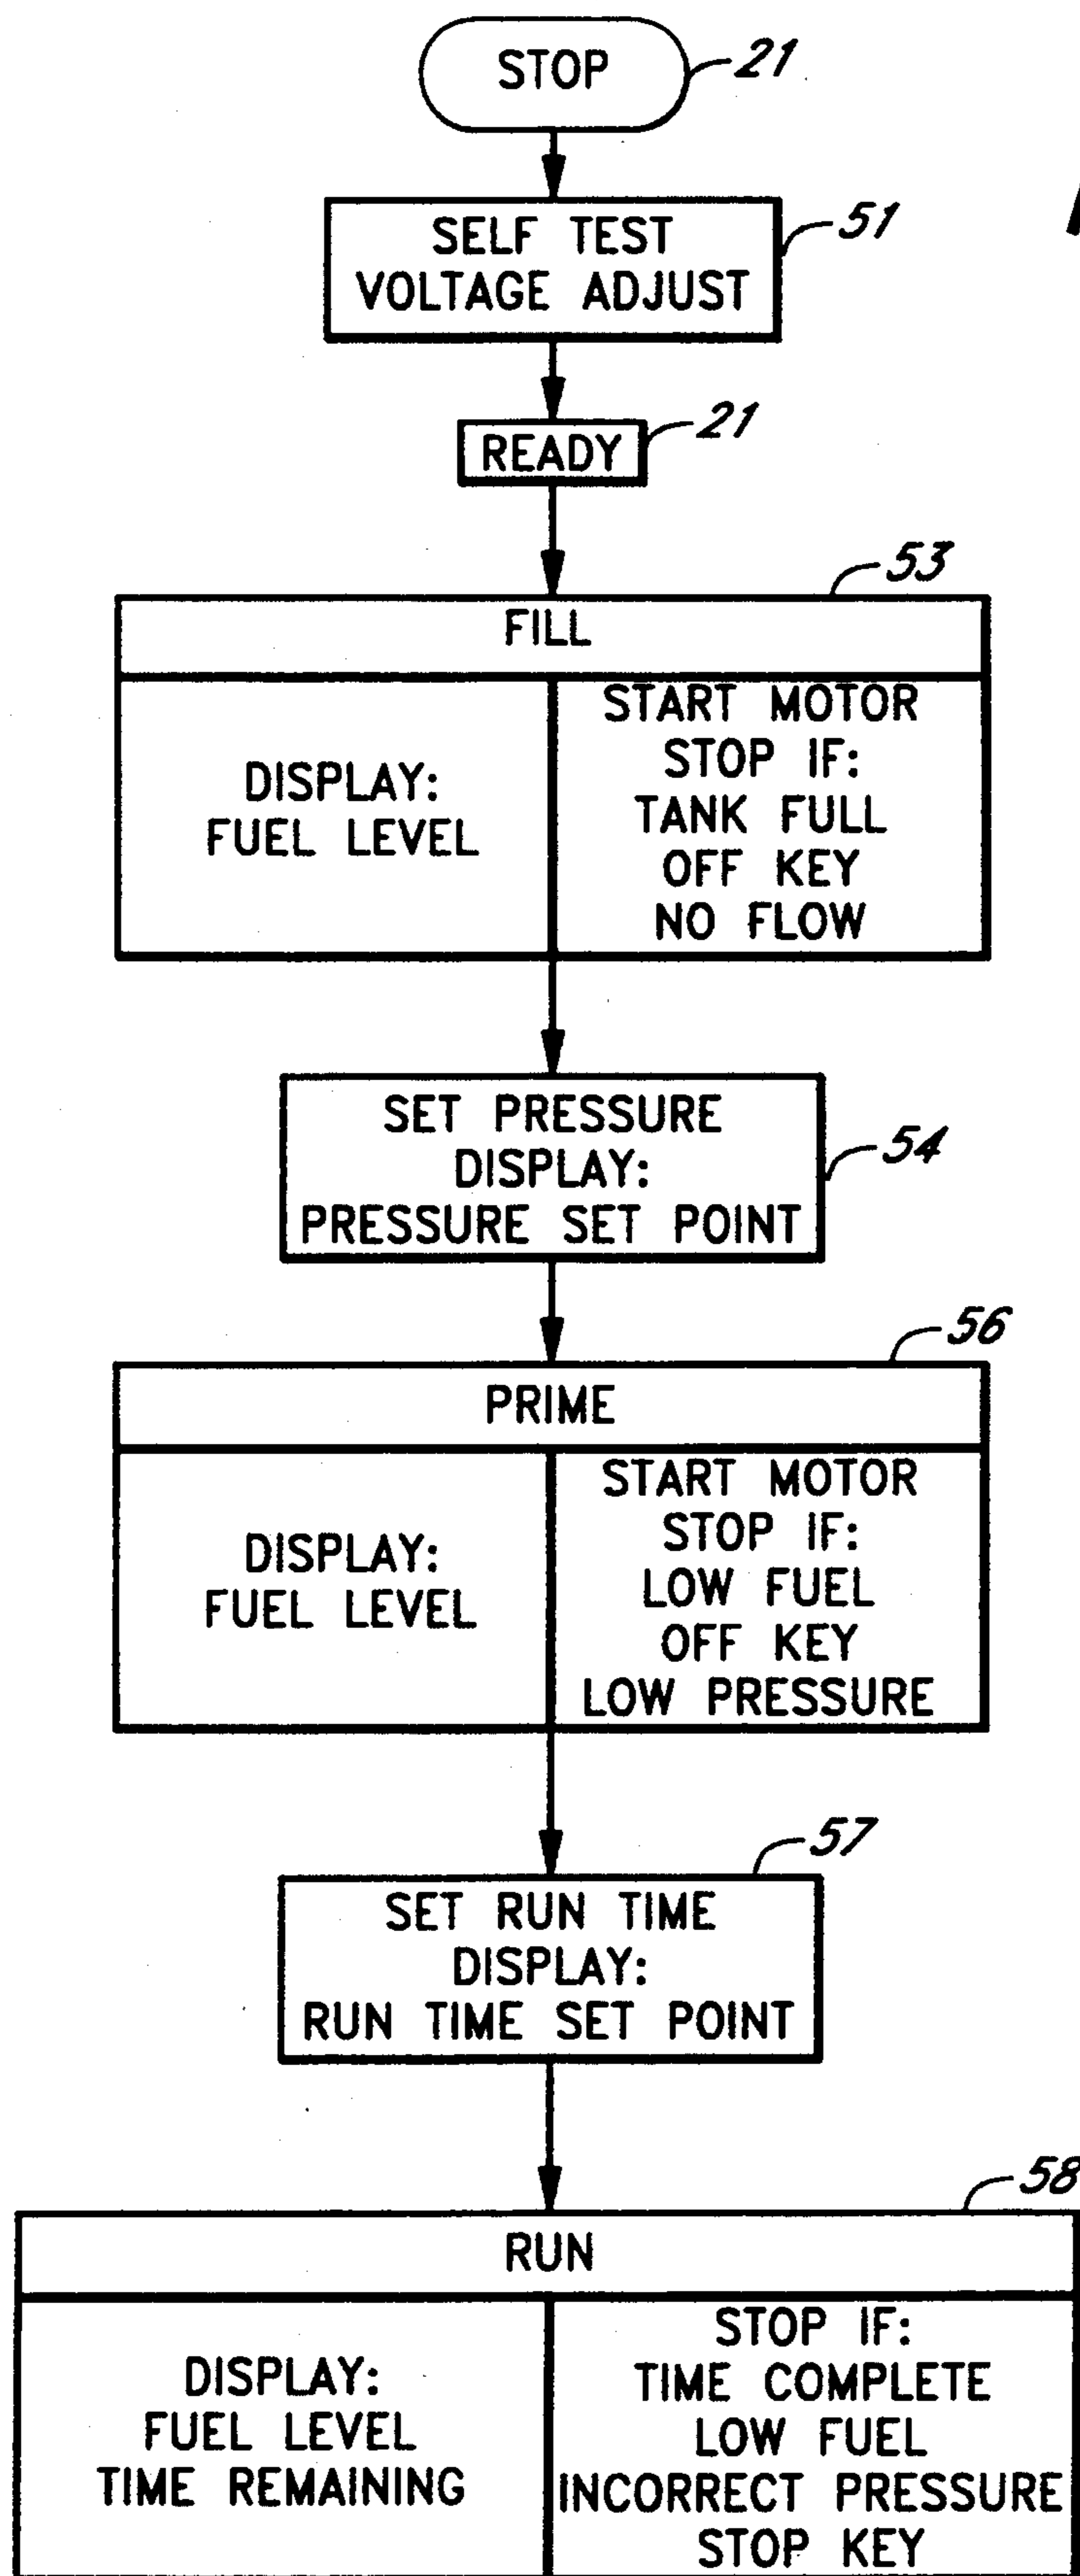 STOP
21
SELF TEST
VOLTAGE ADJUST
51
READY
21
53
FILL
DISPLAY:
FUEL LEVEL
START MOTOR
STOP IF:
TANK FULL
OFF KEY
NO FLOW
SET PRESSURE
DISPLAY:
PRESSURE SET POINT
54
56
PRIME
DISPLAY:
FUEL LEVEL
START MOTOR
STOP IF:
LOW FUEL
OFF KEY
LOW PRESSURE
57
SET RUN TIME
DISPLAY:
RUN TIME SET POINT
58
RUN
DISPLAY:
FUEL LEVEL
TIME REMAINING
STOP IF:
TIME COMPLETE
LOW FUEL
INCORRECT PRESSURE
STOP KEY